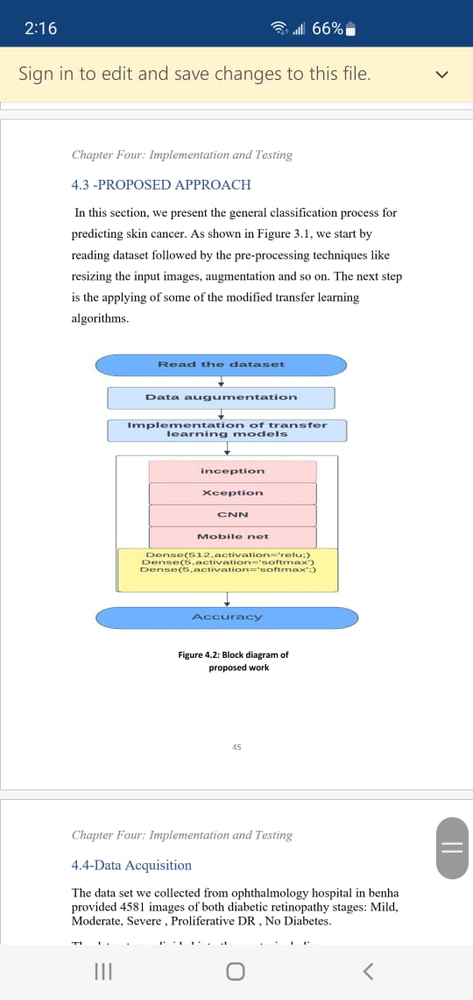 2:16
66%
Sign in to edit and save changes to this file.
Chapter Four: Implementation and Testing
4.3 -PROPOSED APPROACH
In this section, we present the general classification process for
predicting skin cancer. As shown in Figure 3.1, we start by
reading dataset followed by the pre-processing techniques like
resizing the input images, augmentation and so on. The next step
is the applying of some of the modified transfer learning
algorithms.
Read the dataset
Data augumentation
Implementation of transfer
learning models
inception
Xception
CNN
Mobile net
Dense(512,activation='relu;)
Dense(5,activation='softmax')
Dense(5,activation='softmax';)
Accuracy
Figure 4.2: Block diagram of
proposed work
45
Chapter Four: Implementation and Testing
4.4-Data Acquisition
The data set we collected from ophthalmology hospital in benha
provided 4581 images of both diabetic retinopathy stages: Mild,
Moderate, Severe , Proliferative DR , No Diabetes.